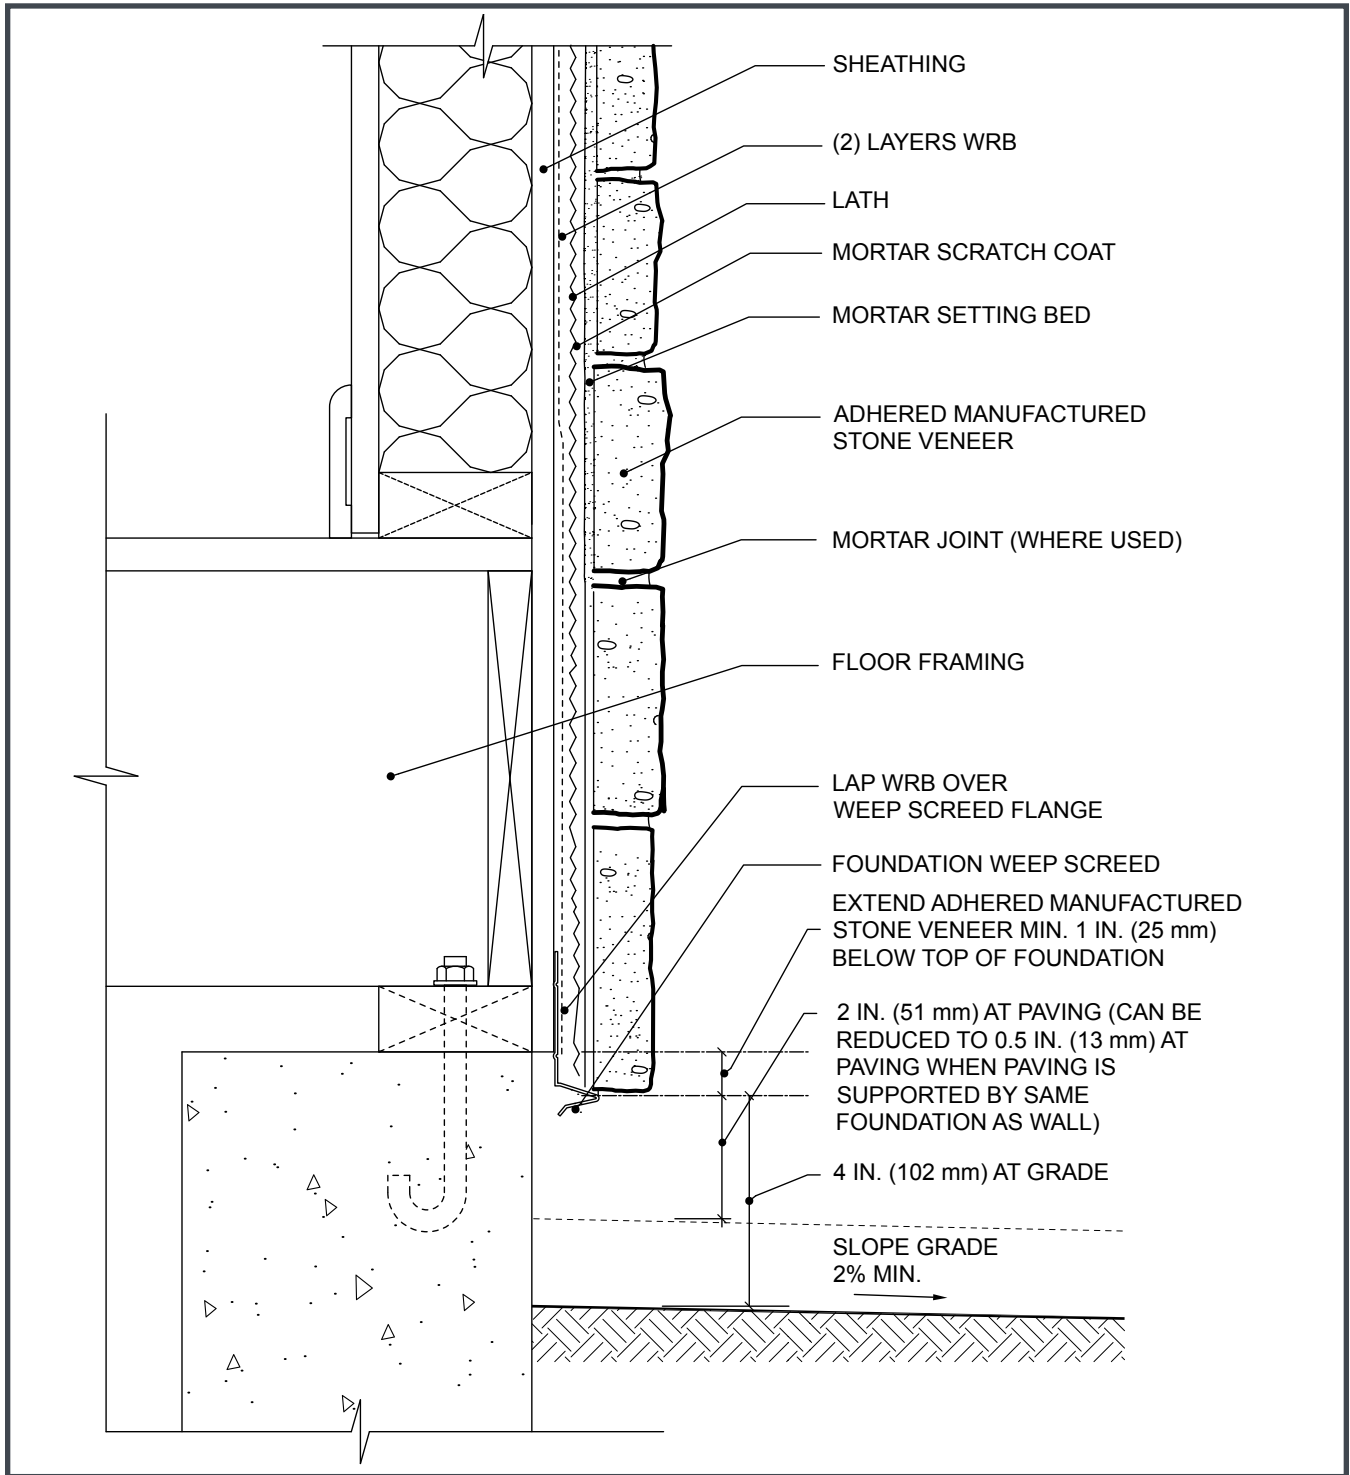 SHEATHING
(2) LAYERS WRB
LATH
MORTAR SCRATCH COAT
MORTAR SETTING BED
ADHERED MANUFACTURED
STONE VENEER
MORTAR JOINT (WHERE USED)
FLOOR FRAMING
LAP WRB OVER
WEEP SCREED FLANGE
FOUNDATION WEEP SCREED
EXTEND ADHERED MANUFACTURED
STONE VENEER MIN. 1 IN. (25 mm)
BELOW TOP OF FOUNDATION
2 IN. (51 mm) AT PAVING (CAN BE
REDUCED TO 0.5 IN. (13 mm) AT
PAVING WHEN PAVING IS
SUPPORTED BY SAME
FOUNDATION AS WALL)
4 IN. (102 mm) AT GRADE
SLOPE GRADE
2% MIN.